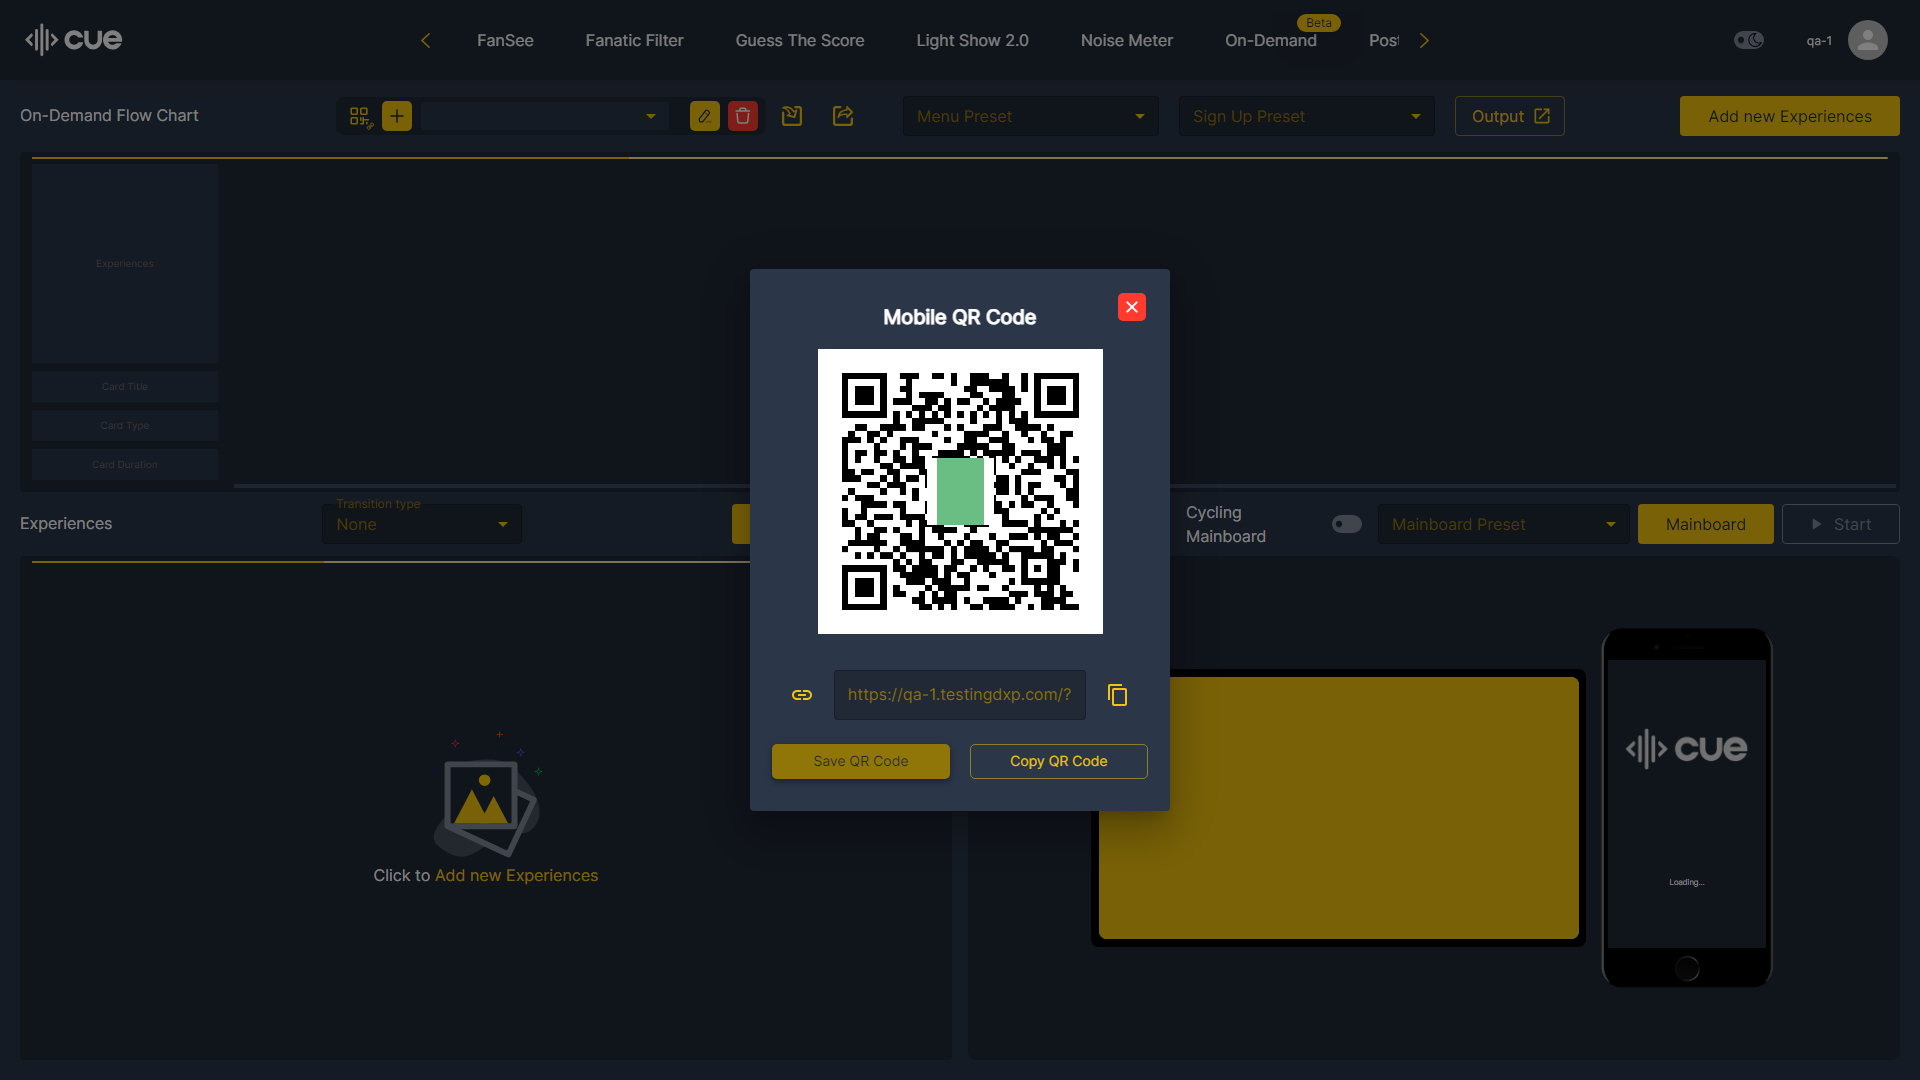 cue
FanSee
Fanatic Filter
Guess The Score
Light Show 2.0
Noise Meter
On-Demand
Beta
qa-1
On-Demand Flow Chart
Menu Preset
Sign Up Preset
Output
Add new Experiences
Experiences
Card Title
Card Type
Card Duration
Mobile QR Code
https://qa-1.testingdxp.com/?
Save QR Code
Copy QR Code
Experiences
Transition type
None
Cycling
Mainboard
Mainboard Preset
Mainboard
Start
Click to Add new Experiences
cue
Loading...